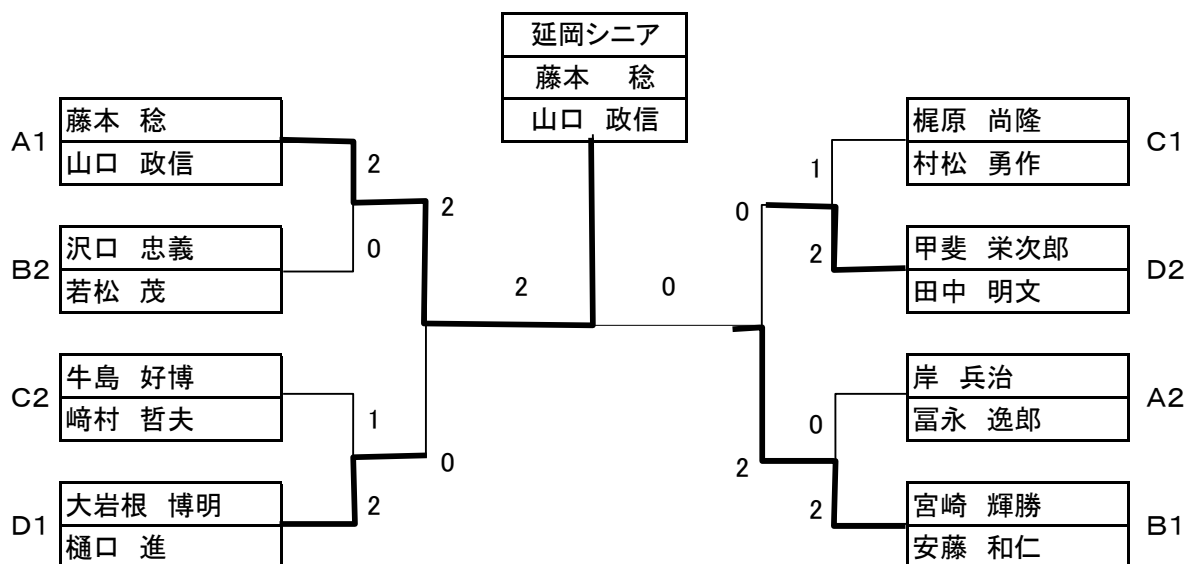 延岡シニア
藤本 稔
山口 政信
A1
藤本 稔
山口 政信
2
B2
沢口 忠義
若松 茂
0
2
C2
牛島 好博
﨑村 哲夫
1
D1
大岩根 博明
樋口 進
2
0
2
0
梶原 尚隆
村松 勇作
C1
1
0
甲斐 栄次郎
田中 明文
D2
2
岸 兵治
冨永 逸郎
A2
0
2
宮崎 輝勝
安藤 和仁
B1
2